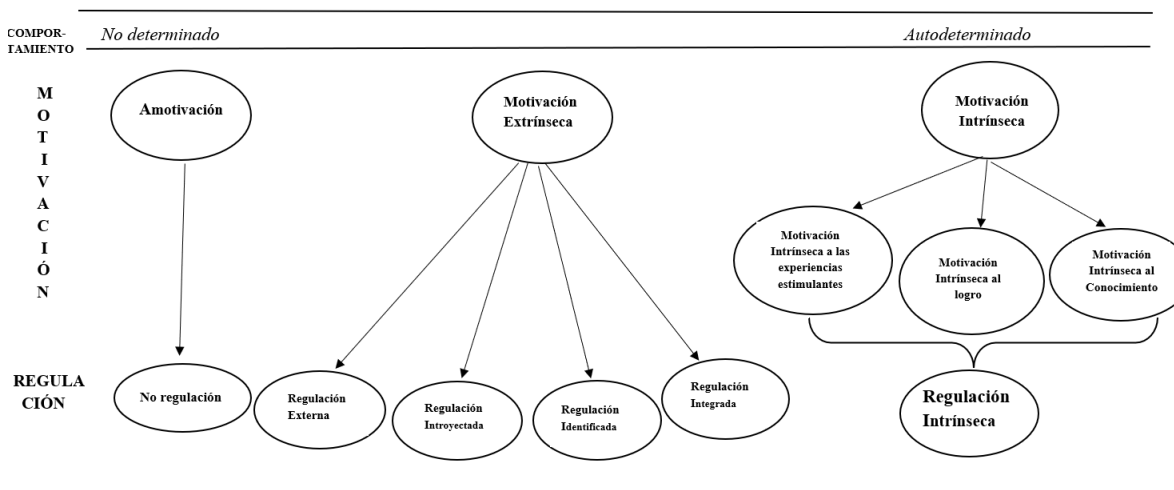 COMPOR-
TAMIENTO
No determinado
Autodeterminado
M
O
T
I
V
A
C
I
Ó
N
Amotivación
Motivación
Extrínseca
Motivación
Intrínseca
Motivación
Intrínseca a las
experiencias
estimulantes
Motivación
Intrínseca al
logro
Motivación
Intrínseca al
Conocimiento
REGULA
CIÓN
No regulación
Regulación
Externa
Regulación
Introyectada
Regulación
Identificada
Regulación
Integrada
Regulación
Intrínseca